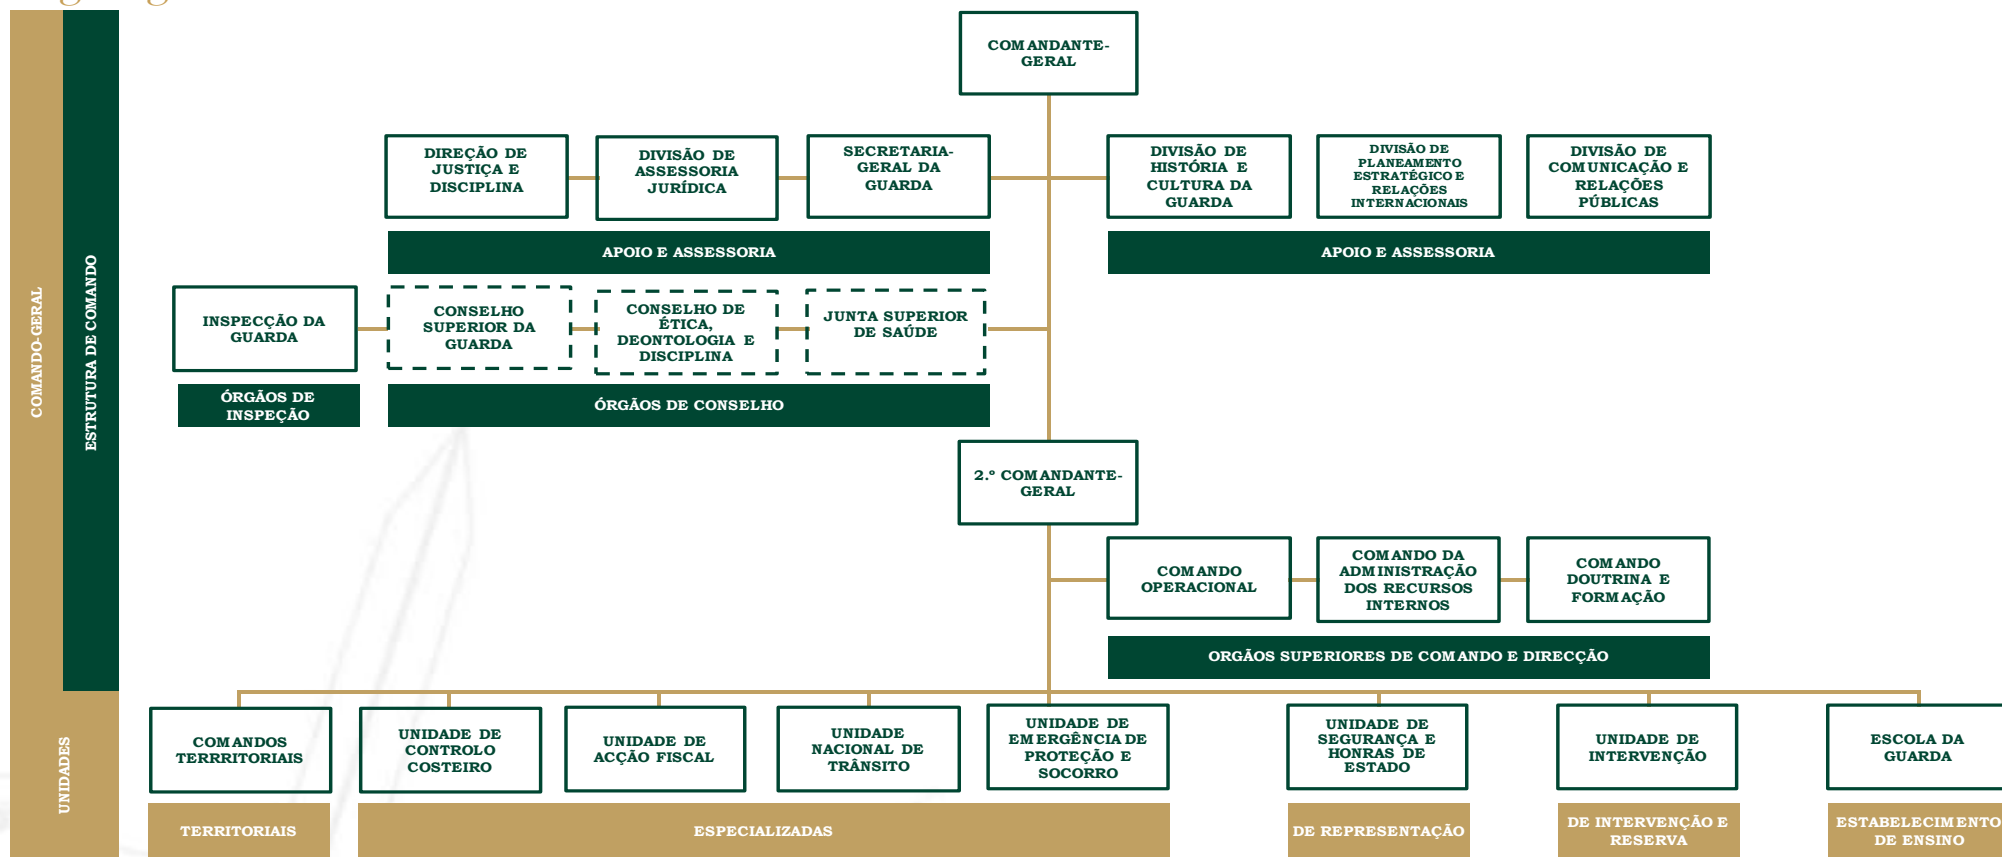 COMANDANTE-
GERAL
DIREÇÃO DE
JUSTIÇA E
DISCIPLINA
DIVISÃO DE
ASSESSORIA
JURÍDICA
SECRETARIA-
GERAL DA
GUARDA
DIVISÃO DE
HISTÓRIA E
CULTURA DA
GUARDA
DIVISÃO DE
PLANEAMENTO
ESTRATÉGICO E
RELAÇÕES
INTERNACIONAIS
DIVISÃO DE
COMUNICAÇÃO E
RELAÇÕES
PÚBLICAS
APOIO E ASSESSORIA
APOIO E ASSESSORIA
COMANDO-GERAL
ESTRUTURA DE COMANDO
INSPECÇÃO DA
GUARDA
CONSELHO
SUPERIOR DA
GUARDA
CONSELHO DE
ÉTICA,
DEONTOLOGIA E
DISCIPLINA
JUNTA SUPERIOR
DE SAÚDE
ÓRGÃOS DE
INSPEÇÃO
ÓRGÃOS DE CONSELHO
2.º COMANDANTE-
GERAL
COMANDO
OPERACIONAL
COMANDO DA
ADMINISTRAÇÃO
DOS RECURSOS
INTERNOS
COMANDO
DOUTRINA E
FORMAÇÃO
ORGÃOS SUPERIORES DE COMANDO E DIRECÇÃO
UNIDADES
COMANDOS
TERRRITORIAIS
UNIDADE DE
CONTROLO
COSTEIRO
UNIDADE DE
ACÇÃO FISCAL
UNIDADE
NACIONAL DE
TRÂNSITO
UNIDADE DE
EMERGÊNCIA DE
PROTEÇÃO E
SOCORRO
UNIDADE DE
SEGURANÇA E
HONRAS DE
ESTADO
UNIDADE DE
INTERVENÇÃO
ESCOLA DA
GUARDA
TERRITORIAIS
ESPECIALIZADAS
DE REPRESENTAÇÃO
DE INTERVENÇÃO E
RESERVA
ESTABELECIMENTO
DE ENSINO